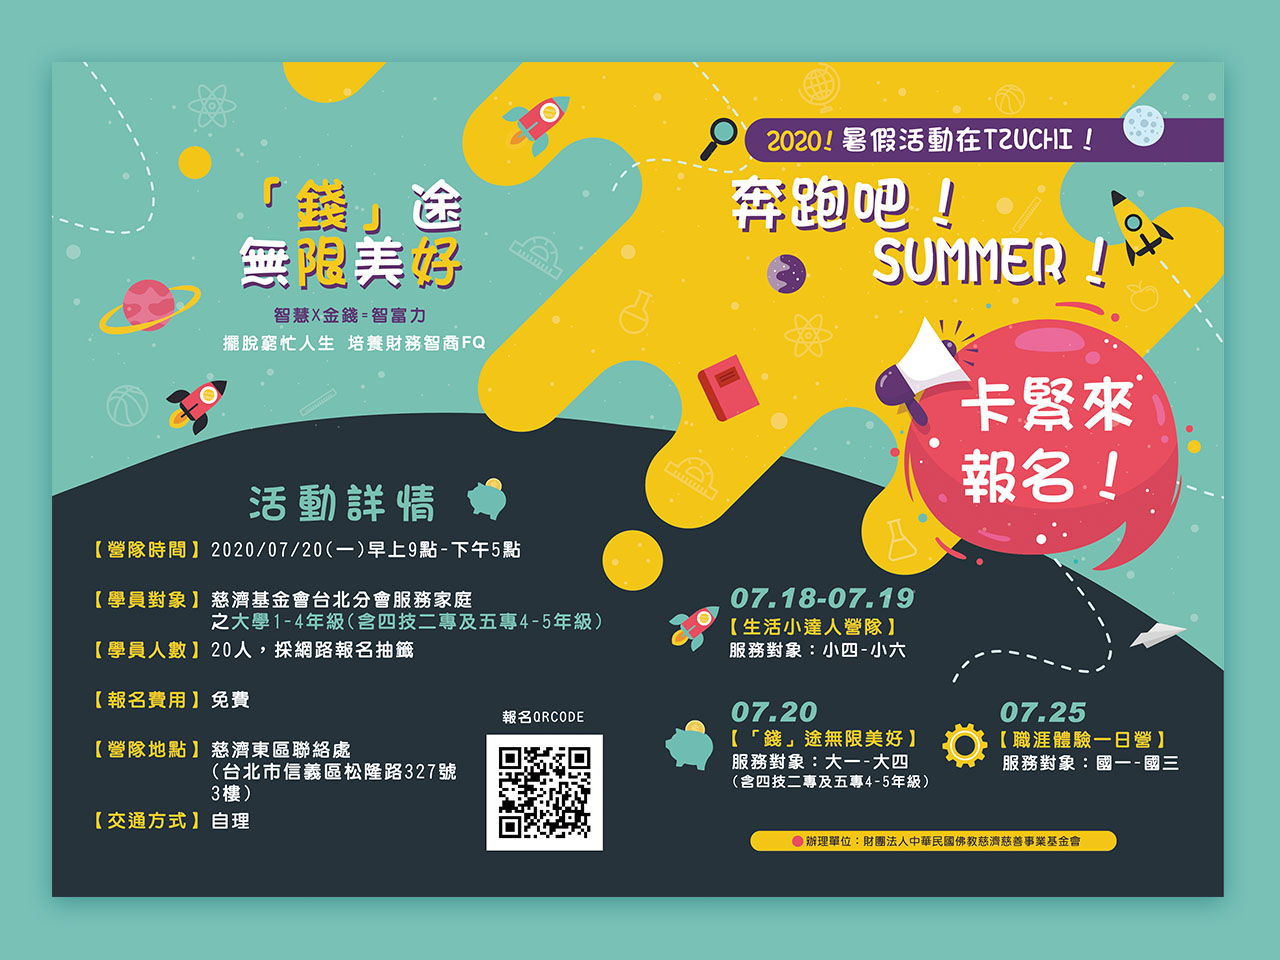 「錢」途
無限美好
智慧X金錢=智富力
擺脫窮忙人生 培養財務智商FQ
活動詳情
【營隊時間】2020/07/20(一)早上9點-下午5點
【學員對象】慈濟基金會台北分會服務家庭
之大學1-4年級(含四技二專及五專4-5年級)
【學員人數】20人，採網路報名抽籤
【報名費用】免費
【營隊地點】慈濟東區聯絡處
(台北市信義區松隆路327號
3樓)
【交通方式】自理
報名QRCODE
2020!暑假活動在TZUCHI！
奔跑吧！
SUMMER！
卡緊來
報名！
07.18-07.19
【生活小達人營隊】
服務對象：小四-小六
07.20
【「錢」途無限美好】
服務對象：大一-大四
(含四技二專及五專4-5年級)
07.25
【職涯體驗一日營】
服務對象：國一-國三
辦理單位：財團法人中華民國佛教慈濟慈善事業基金會